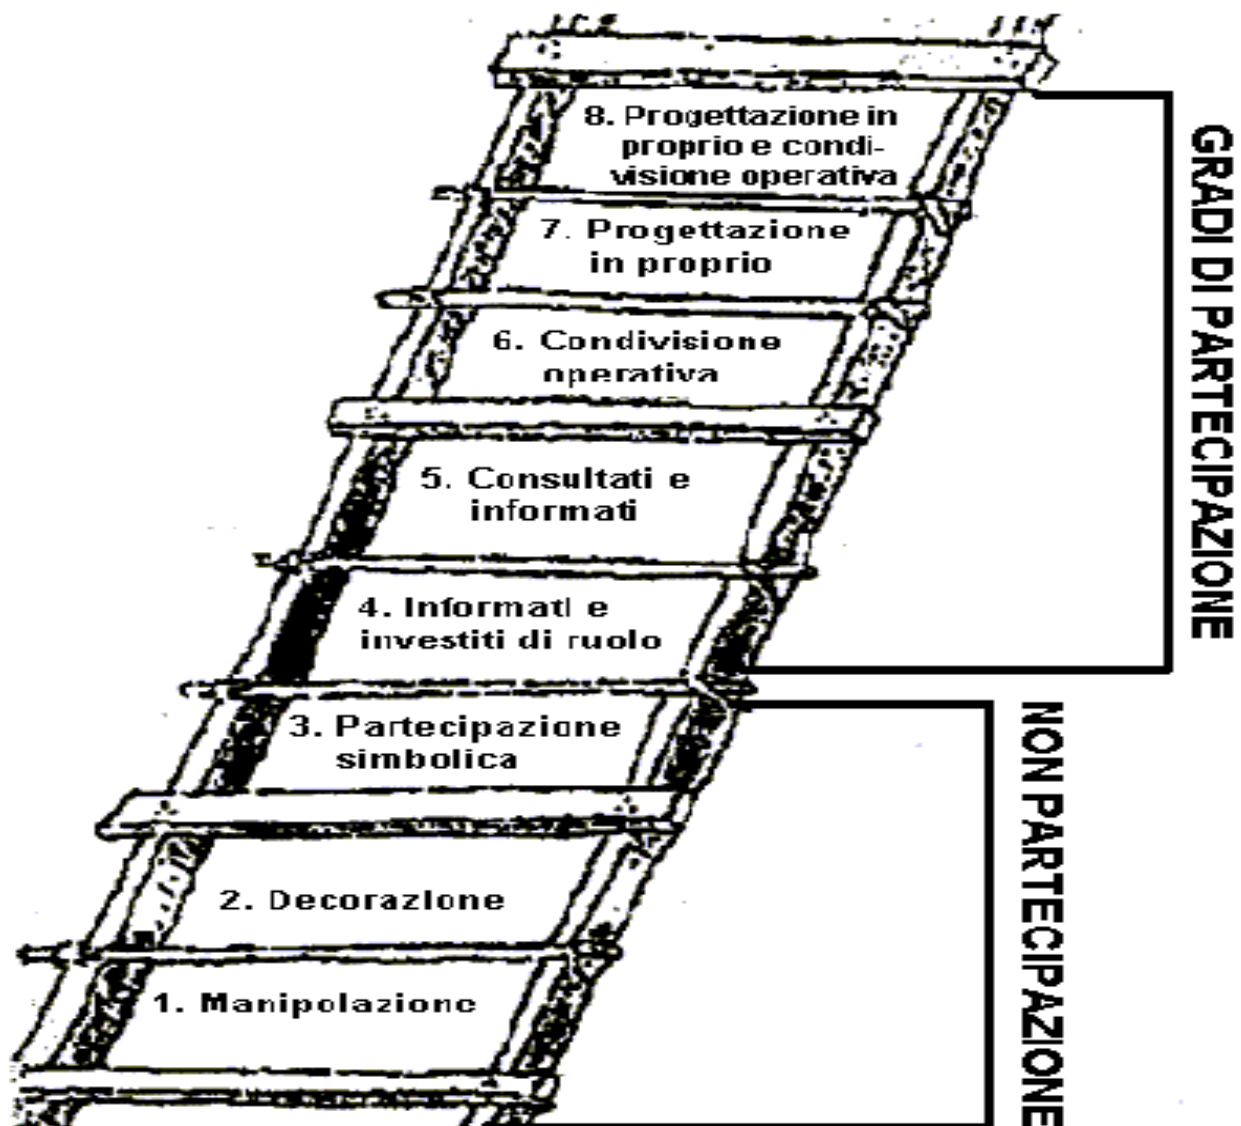 8. Progettazione in
proprio e condi-
visione operativa
7. Progettazione
in proprio
6. Condivisione
operativa
5. Consultati e
informati
4. Informati e
investiti di ruolo
3. Partecipazione
simbolica
2. Decorazione
1. Manipolazione
GRADI DI PARTECIPAZIONE
NON PARTECIPAZIONE